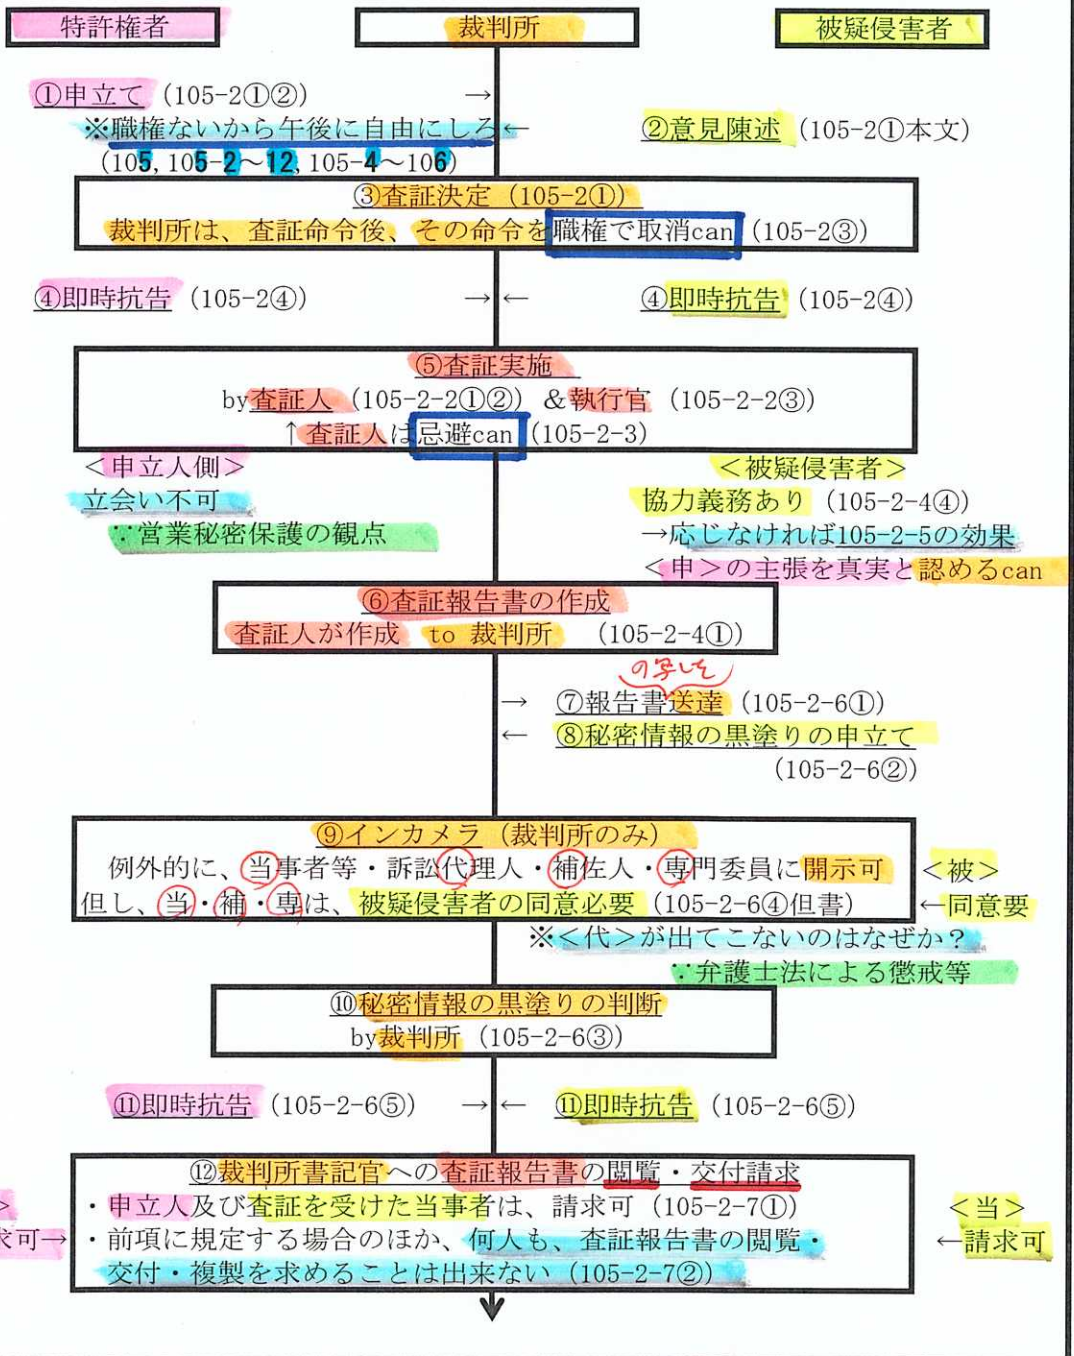 特許権者 裁判所 被疑侵害者
①申立て (105-2①②) →
※職権ないから午後に自由にしろ← ②意見陳述 (105-2①本文)
(105, 105-2~12, 105-4~106)
③査証決定 (105-2①)
裁判所は、査証命令後、その命令を職権で取消can (105-2③)
④即時抗告 (105-2④) →← ④即時抗告 (105-2④)
⑤査証実施
by査証人 (105-2-2①②) &執行官 (105-2-2③)
↑査証人は忌避can (105-2-3)
<申立人側> <被疑侵害者>
立会い不可 協力義務あり (105-2-4④)
∵営業秘密保護の観点 →応じなければ105-2-5の効果
<申>の主張を真実と認めるcan
⑥査証報告書の作成
査証人が作成 to 裁判所 (105-2-4①)
の写しを
→ ⑦報告書送達 (105-2-6①)
← ⑧秘密情報の黒塗りの申立て
(105-2-6②)
⑨インカメラ (裁判所のみ)
例外的に、当事者等・訴訟代理人・補佐人・専門委員に開示可 <被>
但し、当・補・専は、被疑侵害者の同意必要 (105-2-6④但書) ←同意要
※<代>が出てこないのはなぜか?
∵弁護士法による懲戒等
⑩秘密情報の黒塗りの判断
by裁判所 (105-2-6③)
⑪即時抗告 (105-2-6⑤) →← ⑪即時抗告 (105-2-6⑤)
⑫裁判所書記官への査証報告書の閲覧・交付請求
> ・申立人及び査証を受けた当事者は、請求可 (105-2-7①) <当>
求可→ ・前項に規定する場合のほか、何人も、査証報告書の閲覧・ ←請求可
交付・複製を求めることは出来ない (105-2-7②)